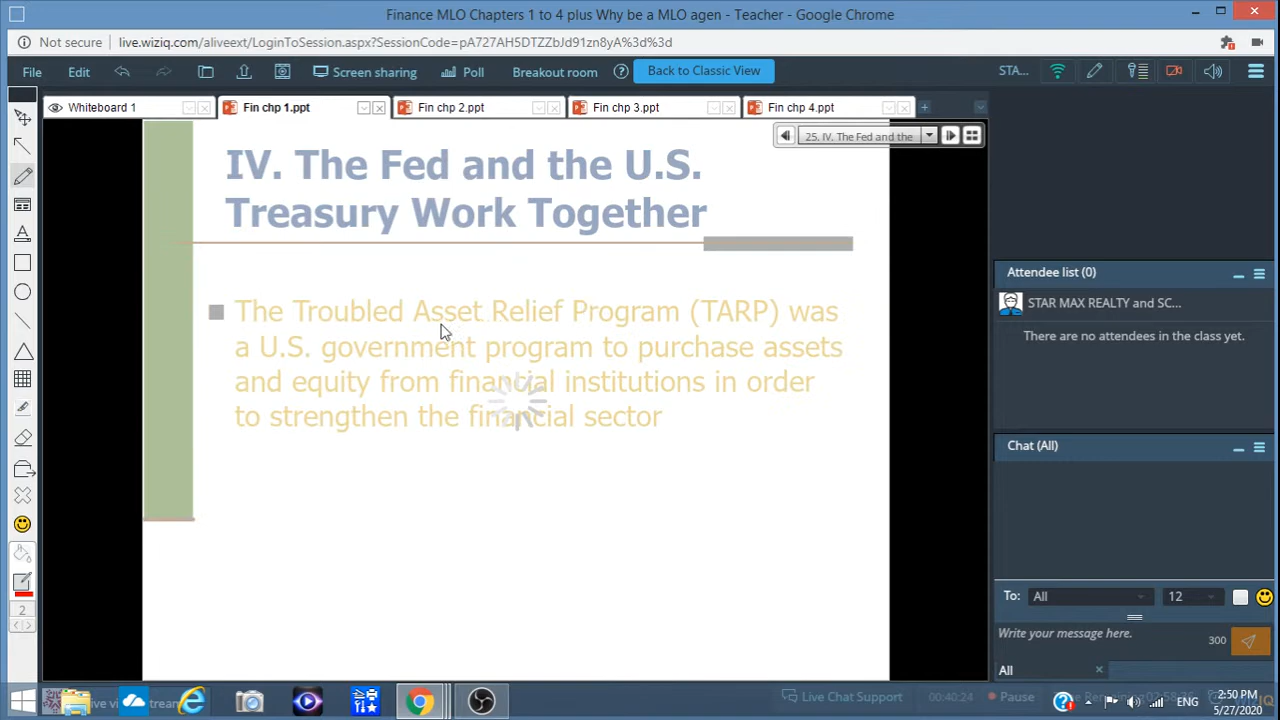 Finance MLO Chapters 1 to 4 plus Why be a MLO agen - Teacher - Google Chrome
Not secure live.wiziq.com/aliveext/LoginToSession.aspx?SessionCode=pA727AH5DTZZbJd91zn8yA%3d%3d
File Edit Screen sharing Poll Breakout room Back to Classic View STA...
Whiteboard 1 Fin chp 1.ppt Fin chp 2.ppt Fin chp 3.ppt Fin chp 4.ppt
25. IV. The Fed and the
IV. The Fed and the U.S.
Treasury Work Together
The Troubled Asset Relief Program (TARP) was
a U.S. government program to purchase assets
and equity from financial institutions in order
to strengthen the financial sector
Attendee list (0)
STAR MAX REALTY and SC...
There are no attendees in the class yet.
Chat (All)
To: All 12
Write your message here. 300
All
2
Live Chat Support 00:40:24 Pause
ENG 2:50 PM
5/27/2020